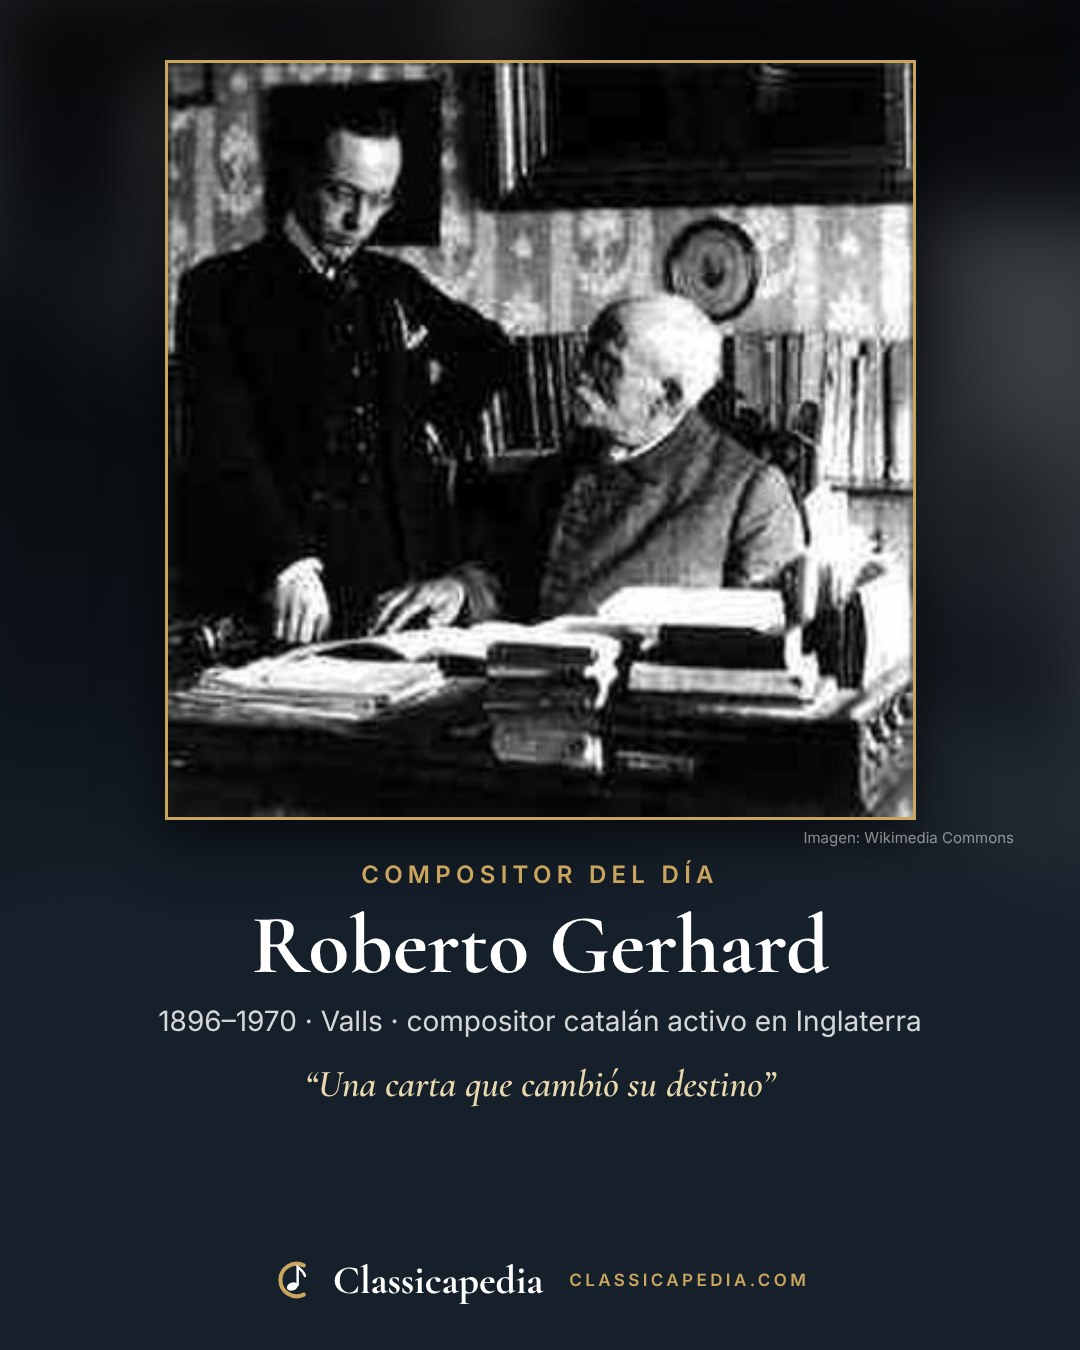 Imagen: Wikimedia Commons
COMPOSITOR DEL DÍA
Roberto Gerhard
1896–1970 · Valls · compositor catalán activo en Inglaterra
“Una carta que cambió su destino”
Classicapedia CLASSICAPEDIA.COM